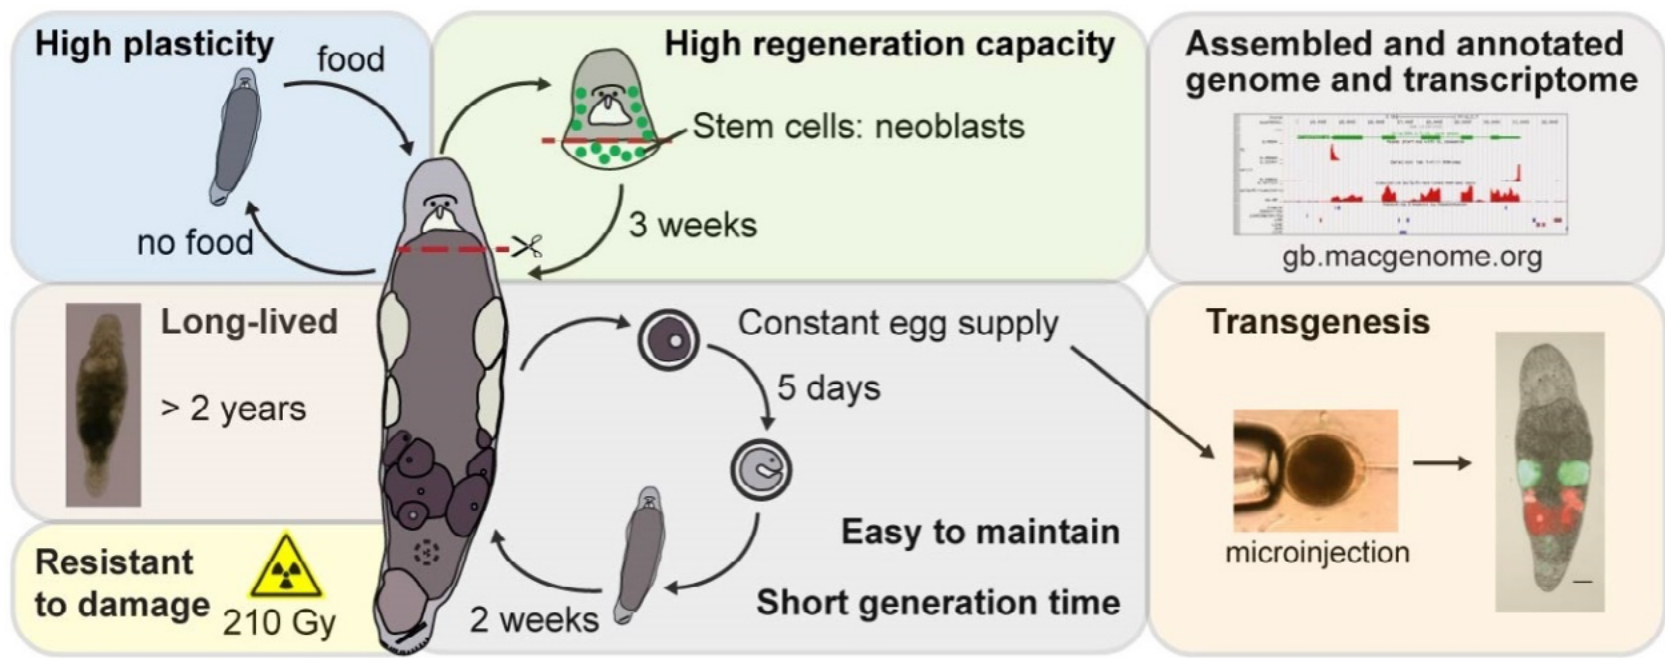 High plasticity
food
no food
High regeneration capacity
Stem cells: neoblasts
3 weeks
Assembled and annotated
genome and transcriptome
gb.macgenome.org
Long-lived
> 2 years
Constant egg supply
5 days
Easy to maintain
Short generation time
2 weeks
Resistant
to damage
210 Gy
Transgenesis
microinjection